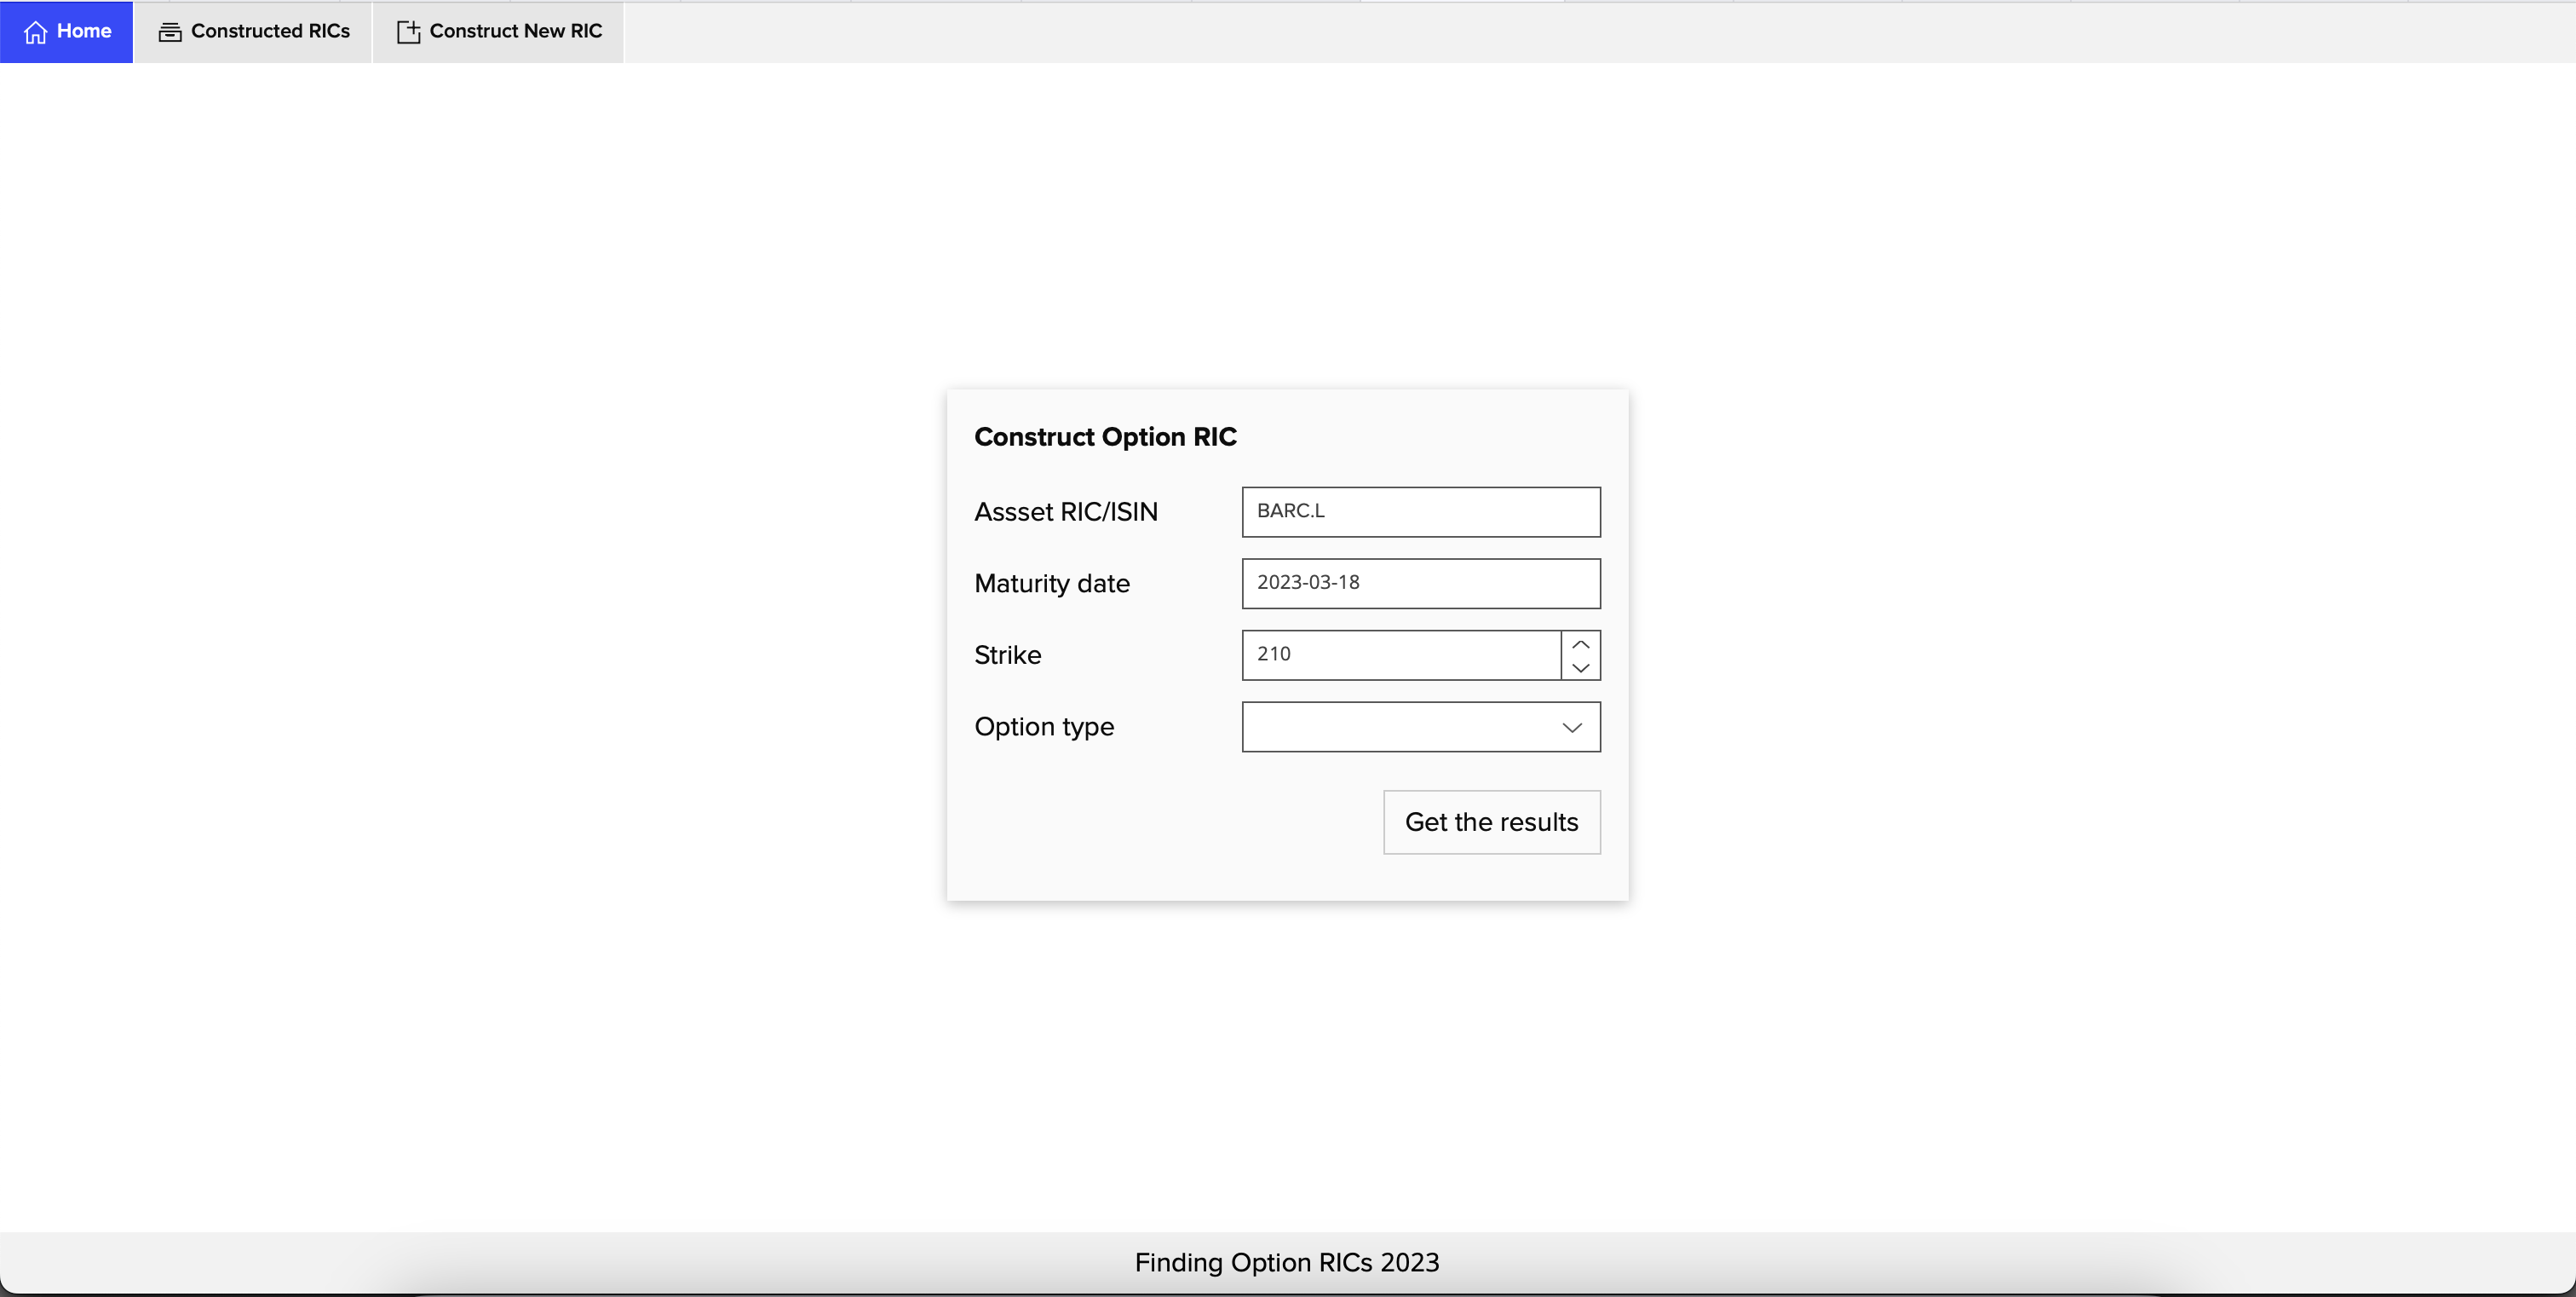 Home
Constructed RICs
Construct New RIC
Construct Option RIC
Assset RIC/ISIN
BARC.L
Maturity date
2023-03-18
Strike
210
Option type
Get the results
Finding Option RICs 2023